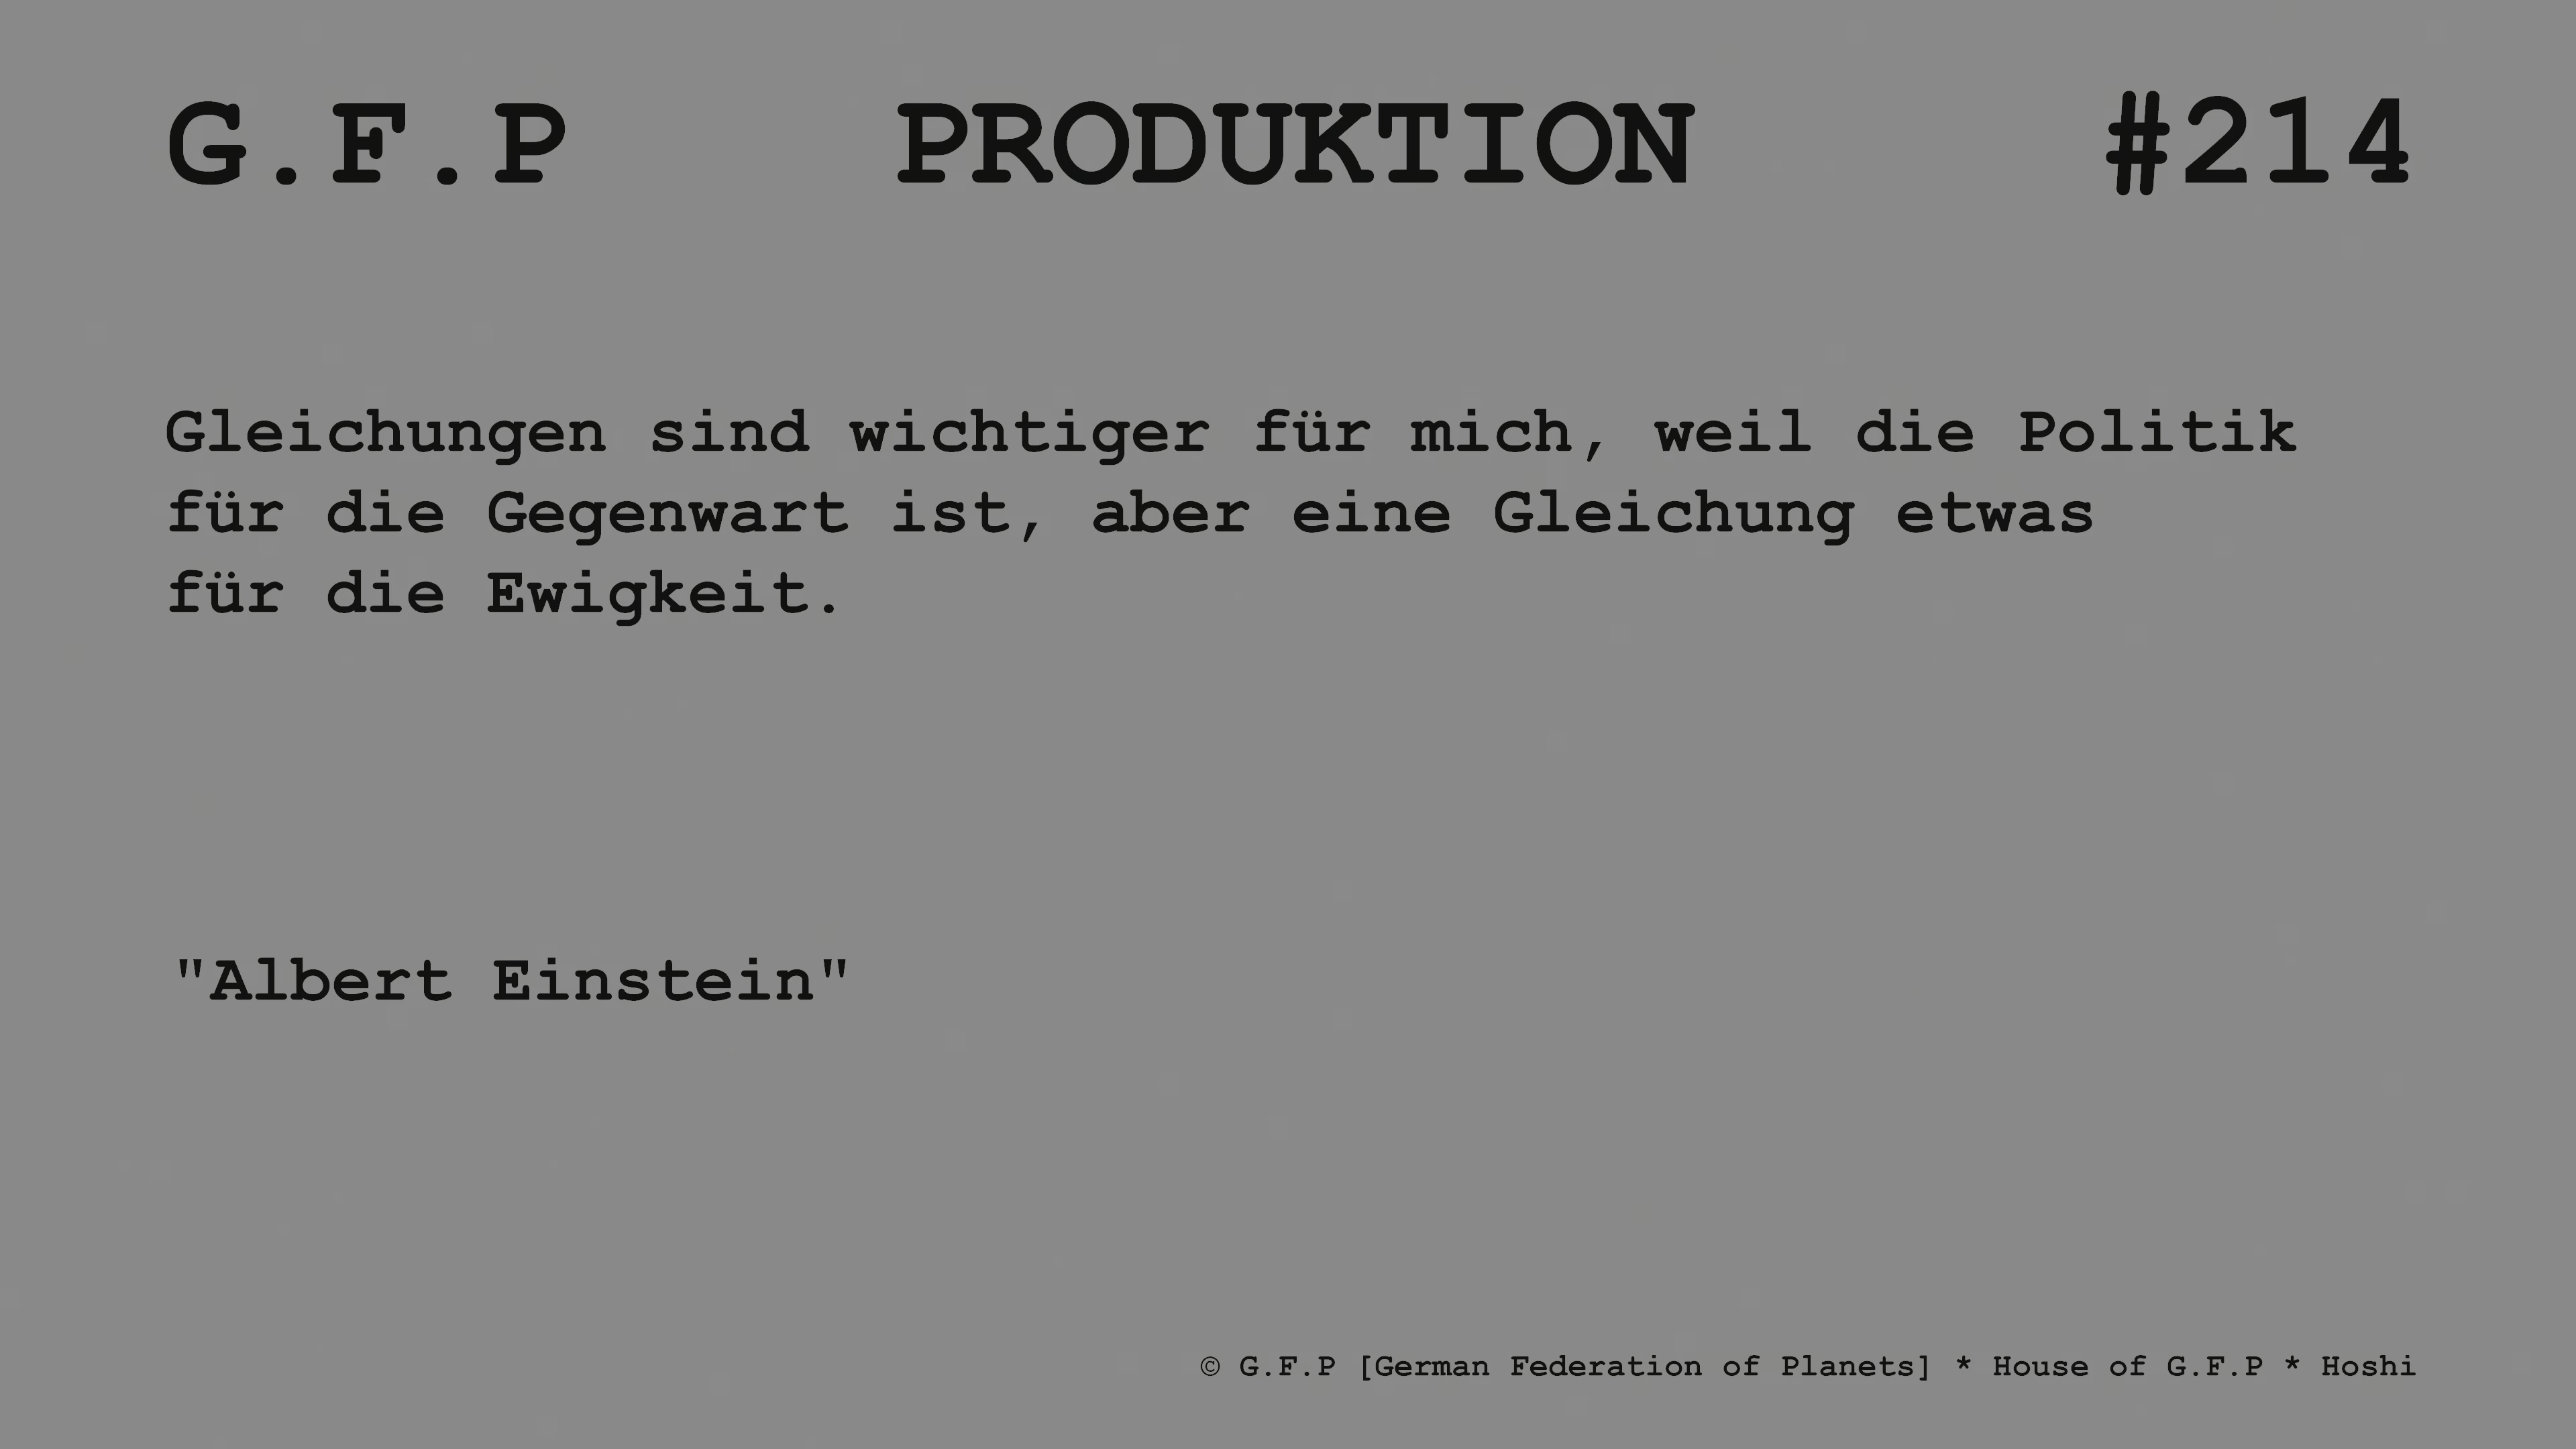 G.F.P PRODUKTION #214
Gleichungen sind wichtiger für mich, weil die Politik
für die Gegenwart ist, aber eine Gleichung etwas
für die Ewigkeit.
"Albert Einstein"
© G.F.P [German Federation of Planets] * House of G.F.P * Hoshi